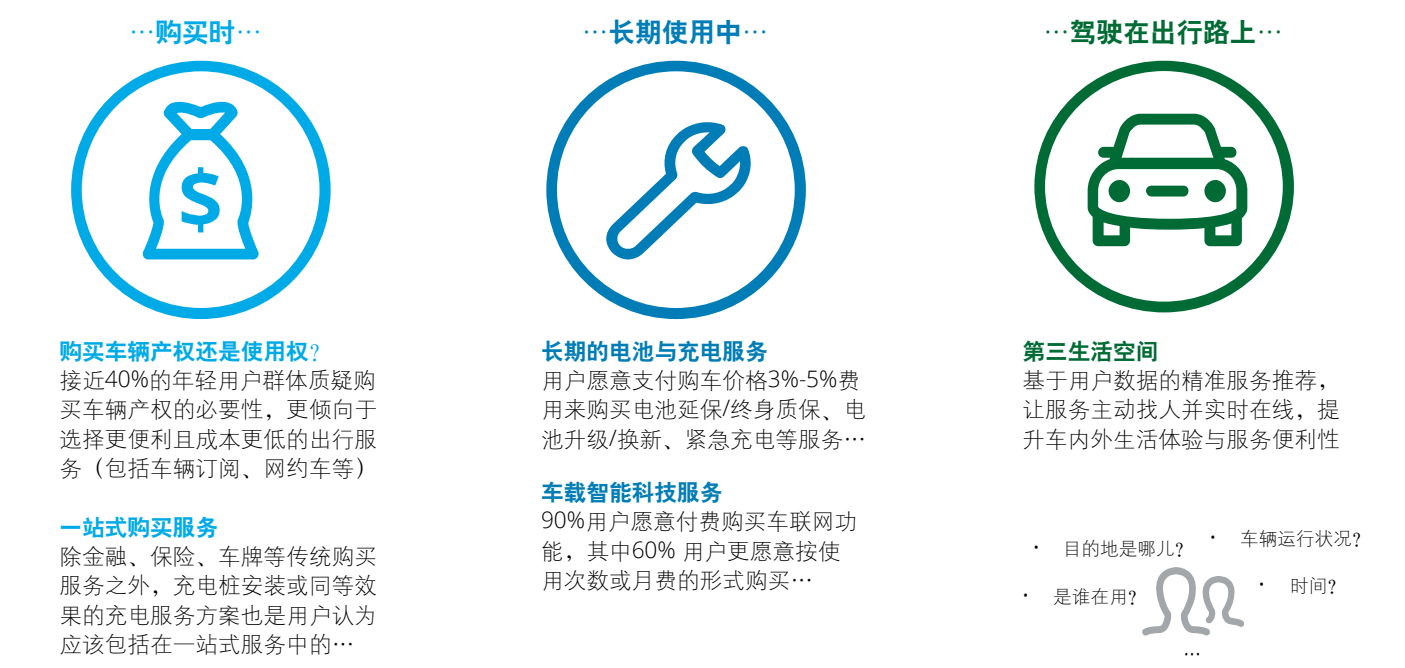 …购买时…
$
购买车辆产权还是使用权?
接近40%的年轻用户群体质疑购
买车辆产权的必要性，更倾向于
选择更便利且成本更低的出行服
务（包括车辆订阅、网约车等）
一站式购买服务
除金融、保险、车牌等传统购买
服务之外，充电桩安装或同等效
果的充电服务方案也是用户认为
应该包括在一站式服务中的…
…长期使用中…
长期的电池与充电服务
用户愿意支付购车价格3%-5%费
用来购买电池延保/终身质保、电
池升级/换新、紧急充电等服务…
车载智能科技服务
90%用户愿意付费购买车联网功
能，其中60% 用户更愿意按使
用次数或月费的形式购买…
…驾驶在出行路上…
第三生活空间
基于用户数据的精准服务推荐，
让服务主动找人并实时在线，提
升车内外生活体验与服务便利性
· 目的地是哪儿?
· 车辆运行状况?
· 是谁在用?
· 时间?
…